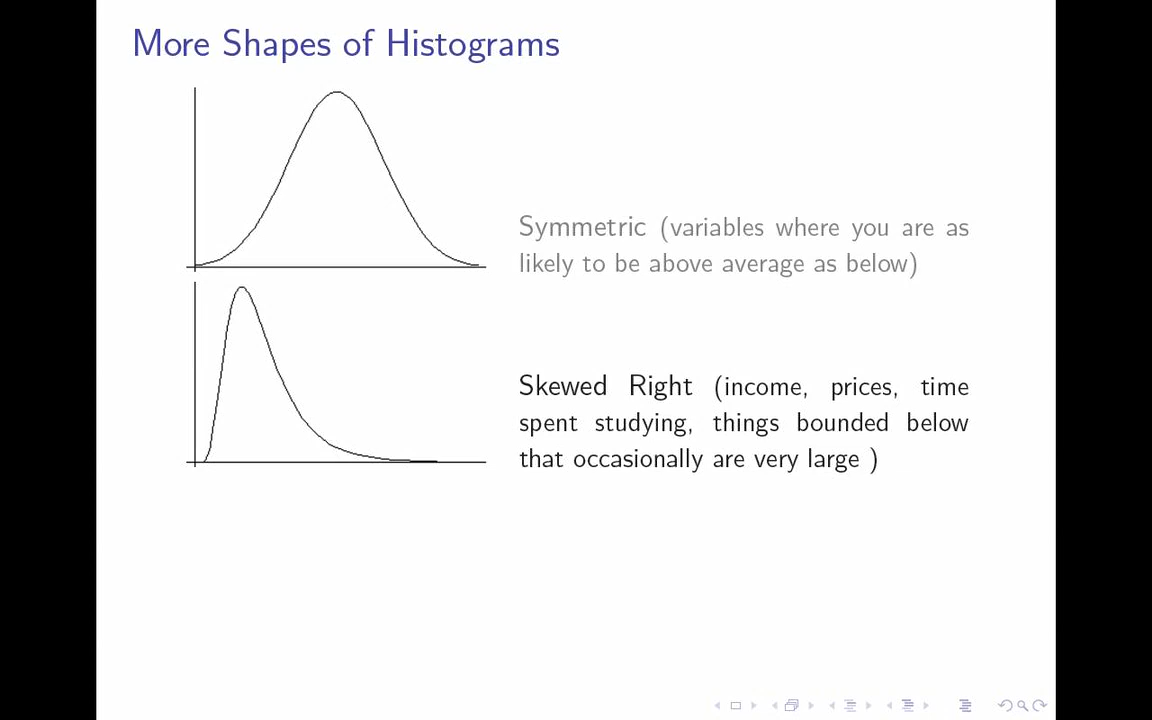 More Shapes of Histograms
Symmetric (variables where you are as
likely to be above average as below)
Skewed Right (income, prices, time
spent studying, things bounded below
that occasionally are very large )